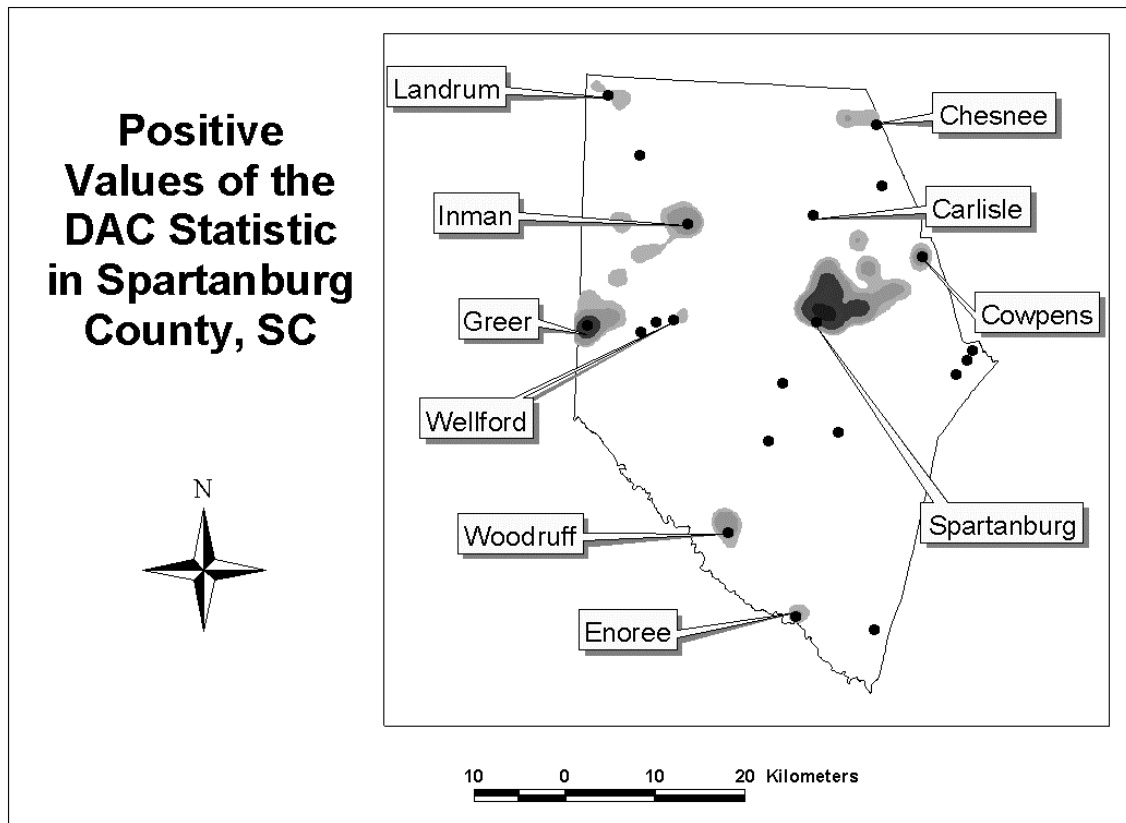 Positive
Values of the
DAC Statistic
in Spartanburg
County, SC
Landrum
Chesnee
Inman
Carlisle
Greer
Cowpens
Wellford
Woodruff
Spartanburg
Enoree
N
10 0 10 20 Kilometers